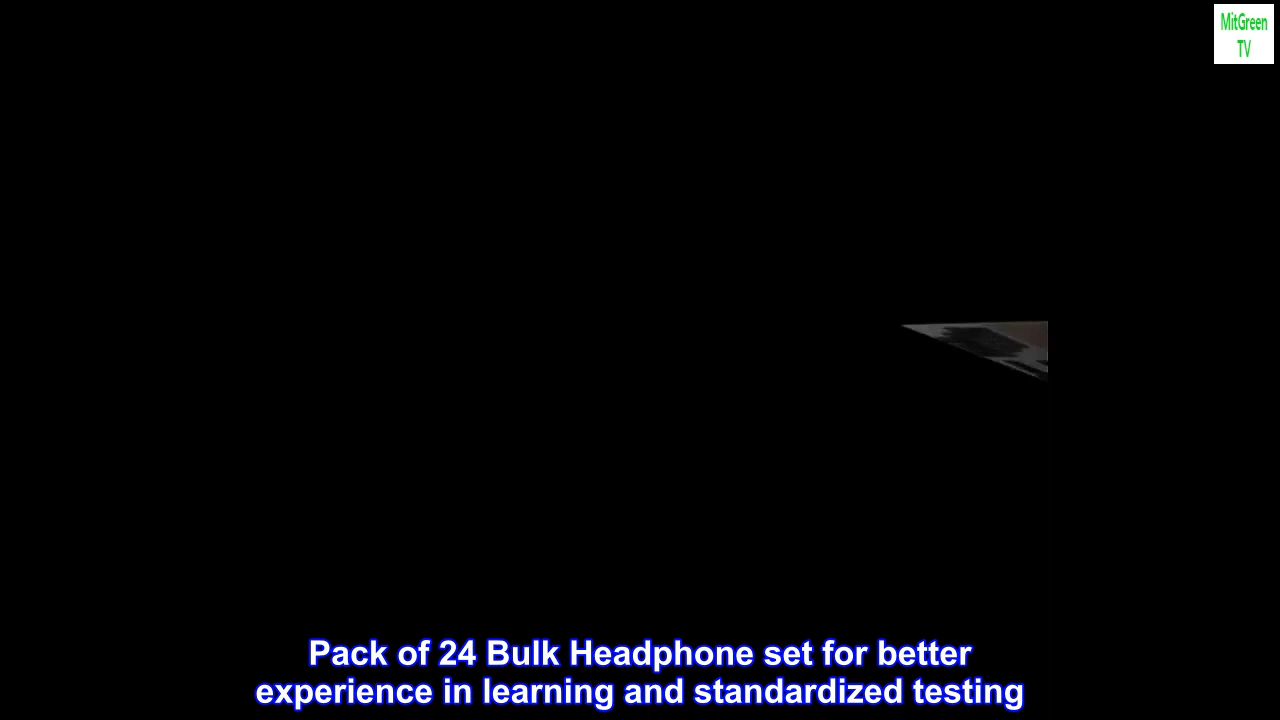 MitGreen
TV
Pack of 24 Bulk Headphone set for better
experience in learning and standardized testing